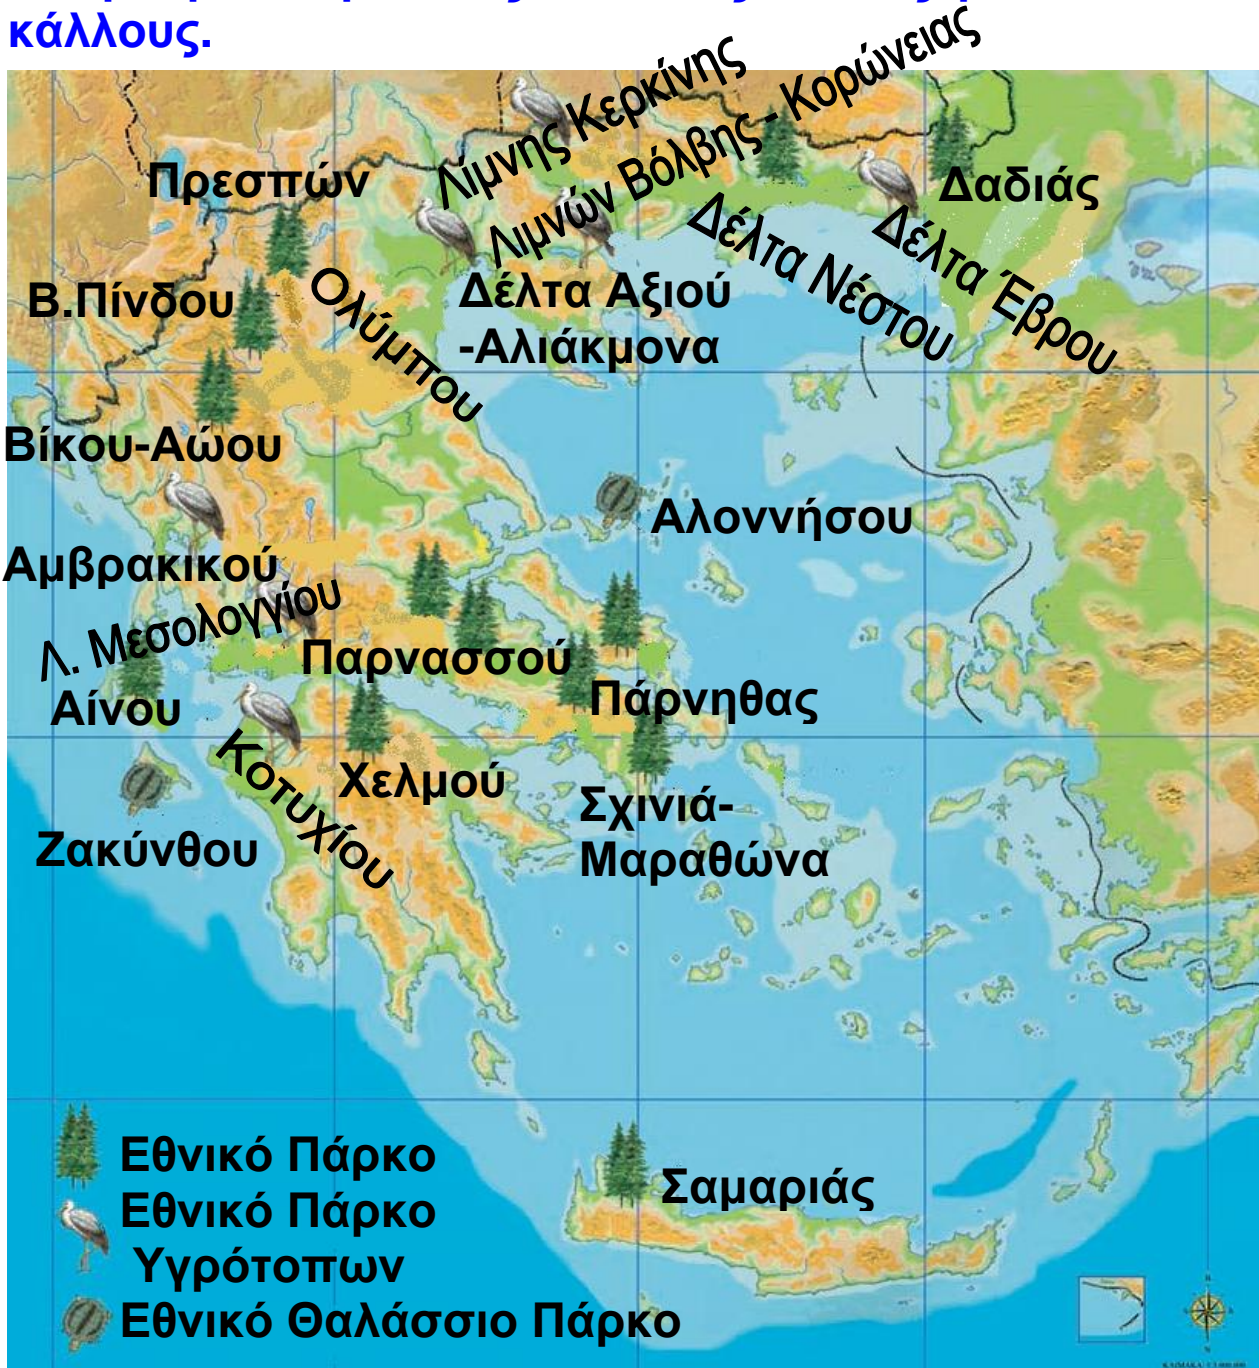 κάλλους.
Λίμνης Κερκίνης
Λιμνών Βόλβης - Κορώνειας
Πρεσπών
Δαδιάς
Δέλτα Νέστου
Δέλτα Έβρου
Β.Πίνδου
Ολύμπου
Δέλτα Αξιού
-Αλιάκμονα
Βίκου-Αώου
Αλοννήσου
Αμβρακικού
Λ. Μεσολογγίου
Παρνασσού
Αίνου
Πάρνηθας
Κοτυχίου
Χελμού
Σχινιά-
Μαραθώνα
Ζακύνθου
Εθνικό Πάρκο
Εθνικό Πάρκο
Υγρότοπων
Εθνικό Θαλάσσιο Πάρκο
Σαμαριάς